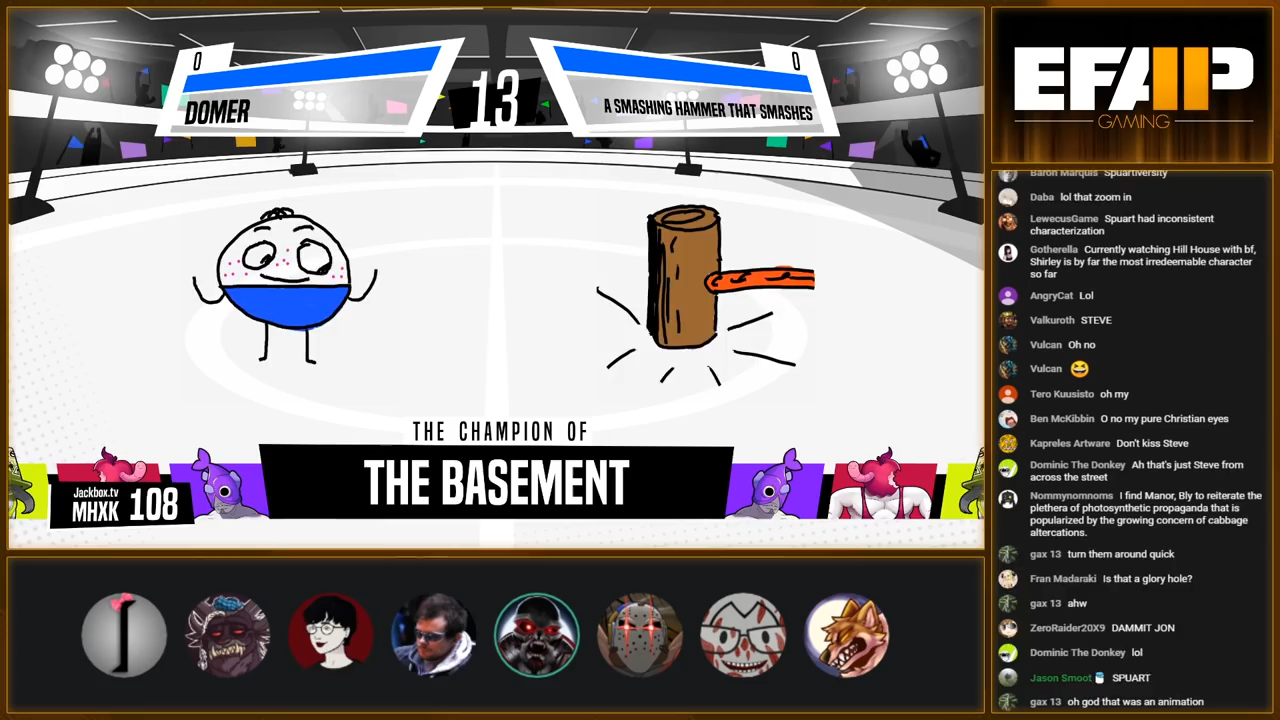 0
DOMER
13
0
A SMASHING HAMMER THAT SMASHES
THE CHAMPION OF
THE BASEMENT
Jackbox.tv
MHXK
108
EFAP
GAMING
Baron Marquis Spuartiversity
Daba lol that zoom in
LewecusGame Spuart had inconsistent
characterization
Gotherella Currently watching Hill House with bf,
Shirley is by far the most irredeemable character
so far
AngryCat Lol
Valkuroth STEVE
Vulcan Oh no
Vulcan 😆
Tero Kuusisto oh my
Ben McKibbin O no my pure Christian eyes
Kapreles Artware Don't kiss Steve
Dominic The Donkey Ah that's just Steve from
across the street
Nommynomnoms I find Manor, Bly to reiterate the
plethera of photosynthetic propaganda that is
popularized by the growing concern of cabbage
altercations.
gax 13 turn them around quick
Fran Madaraki Is that a glory hole?
gax 13 ahw
ZeroRaider20X9 DAMMIT JON
Dominic The Donkey lol
Jason Smoot SPUART
gax 13 oh god that was an animation